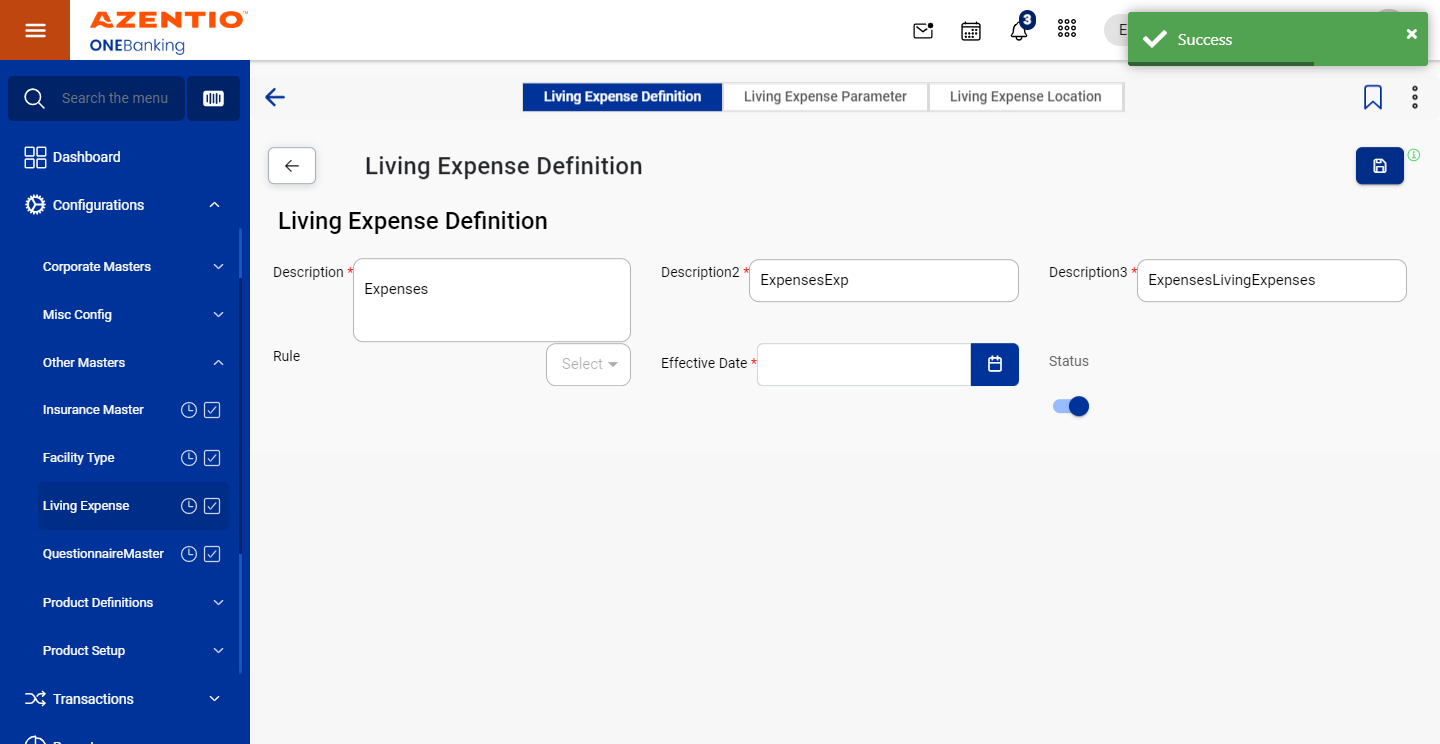 AZENTIO™
ONEBanking
3
E
Success
Search the menu
Living Expense Definition
Living Expense Parameter
Living Expense Location
Dashboard
Configurations
Corporate Masters
Misc Config
Other Masters
Insurance Master
Facility Type
Living Expense
QuestionnaireMaster
Product Definitions
Product Setup
Transactions
Living Expense Definition
Living Expense Definition
Description *
Expenses
Description2 *
ExpensesExp
Description3 *
ExpensesLivingExpenses
Rule
Select
Effective Date *
Status